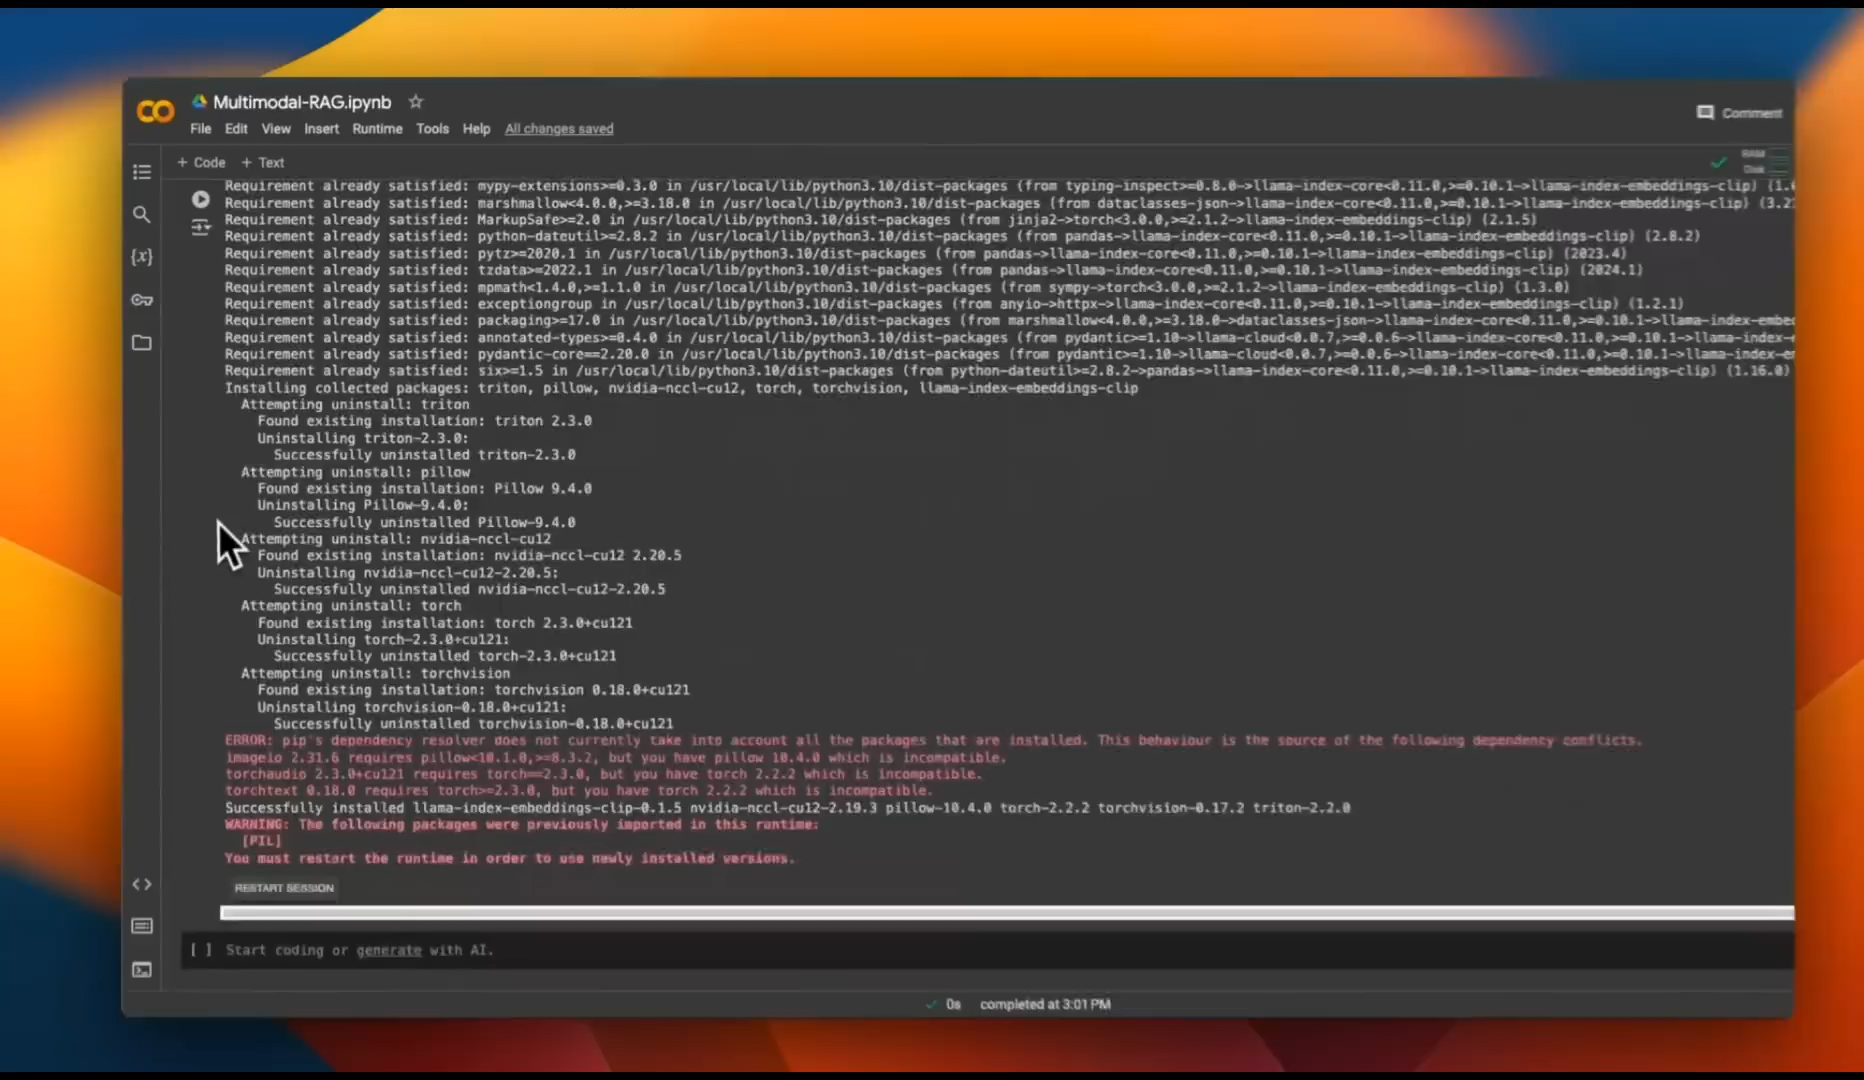 Multimodal-RAG.ipynb
Comment
File Edit View Insert Runtime Tools Help All changes saved
+ Code + Text
RAM
Disk
Requirement already satisfied: mypy-extensions>=0.3.0 in /usr/local/lib/python3.10/dist-packages (from typing-inspect>=0.8.0->llama-index-core<0.11.0,>=0.10.1->llama-index-embeddings-clip)
Requirement already satisfied: marshmallow<4.0.0,>=3.18.0 in /usr/local/lib/python3.10/dist-packages (from dataclasses-json->llama-index-core<0.11.0,>=0.10.1->llama-index-embeddings-clip)
Requirement already satisfied: MarkupSafe>=2.0 in /usr/local/lib/python3.10/dist-packages (from jinja2->torch<3.0.0,>=2.1.2->llama-index-embeddings-clip) (2.1.5)
Requirement already satisfied: python-dateutil>=2.8.2 in /usr/local/lib/python3.10/dist-packages (from pandas->llama-index-core<0.11.0,>=0.10.1->llama-index-embeddings-clip) (2.8.2)
Requirement already satisfied: pytz>=2020.1 in /usr/local/lib/python3.10/dist-packages (from pandas->llama-index-core<0.11.0,>=0.10.1->llama-index-embeddings-clip) (2023.4)
Requirement already satisfied: tzdata>=2022.1 in /usr/local/lib/python3.10/dist-packages (from pandas->llama-index-core<0.11.0,>=0.10.1->llama-index-embeddings-clip) (2024.1)
Requirement already satisfied: mpmath<1.4.0,>=1.1.0 in /usr/local/lib/python3.10/dist-packages (from sympy->torch<3.0.0,>=2.1.2->llama-index-embeddings-clip) (1.3.0)
Requirement already satisfied: exceptiongroup in /usr/local/lib/python3.10/dist-packages (from anyio->httpx->llama-index-core<0.11.0,>=0.10.1->llama-index-embeddings-clip) (1.2.1)
Requirement already satisfied: packaging>=17.0 in /usr/local/lib/python3.10/dist-packages (from marshmallow<4.0.0,>=3.18.0->dataclasses-json->llama-index-core<0.11.0,>=0.10.1->llama-index-embe
Requirement already satisfied: annotated-types>=0.4.0 in /usr/local/lib/python3.10/dist-packages (from pydantic>=1.10->llama-cloud<0.0.7,>=0.0.6->llama-index-core<0.11.0,>=0.10.1->llama-index-
Requirement already satisfied: pydantic-core==2.20.0 in /usr/local/lib/python3.10/dist-packages (from pydantic>=1.10->llama-cloud<0.0.7,>=0.0.6->llama-index-core<0.11.0,>=0.10.1->llama-index-e
Requirement already satisfied: six>=1.5 in /usr/local/lib/python3.10/dist-packages (from python-dateutil>=2.8.2->pandas->llama-index-core<0.11.0,>=0.10.1->llama-index-embeddings-clip) (1.16.0)
Installing collected packages: triton, pillow, nvidia-nccl-cu12, torch, torchvision, llama-index-embeddings-clip
Attempting uninstall: triton
Found existing installation: triton 2.3.0
Uninstalling triton-2.3.0:
Successfully uninstalled triton-2.3.0
Attempting uninstall: pillow
Found existing installation: Pillow 9.4.0
Uninstalling Pillow-9.4.0:
Successfully uninstalled Pillow-9.4.0
Attempting uninstall: nvidia-nccl-cu12
Found existing installation: nvidia-nccl-cu12 2.20.5
Uninstalling nvidia-nccl-cu12-2.20.5:
Successfully uninstalled nvidia-nccl-cu12-2.20.5
Attempting uninstall: torch
Found existing installation: torch 2.3.0+cu121
Uninstalling torch-2.3.0+cu121:
Successfully uninstalled torch-2.3.0+cu121
Attempting uninstall: torchvision
Found existing installation: torchvision 0.18.0+cu121
Uninstalling torchvision-0.18.0+cu121:
Successfully uninstalled torchvision-0.18.0+cu121
ERROR: pip's dependency resolver does not currently take into account all the packages that are installed. This behaviour is the source of the following dependency conflicts.
imageio 2.31.6 requires pillow<10.1.0,>=8.3.2, but you have pillow 10.4.0 which is incompatible.
torchaudio 2.3.0+cu121 requires torch==2.3.0, but you have torch 2.2.2 which is incompatible.
torchtext 0.18.0 requires torch>=2.3.0, but you have torch 2.2.2 which is incompatible.
Successfully installed llama-index-embeddings-clip-0.1.5 nvidia-nccl-cu12-2.19.3 pillow-10.4.0 torch-2.2.2 torchvision-0.17.2 triton-2.2.0
WARNING: The following packages were previously imported in this runtime:
[PIL]
You must restart the runtime in order to use newly installed versions.
RESTART SESSION
[ ] Start coding or generate with AI.
0s completed at 3:01 PM